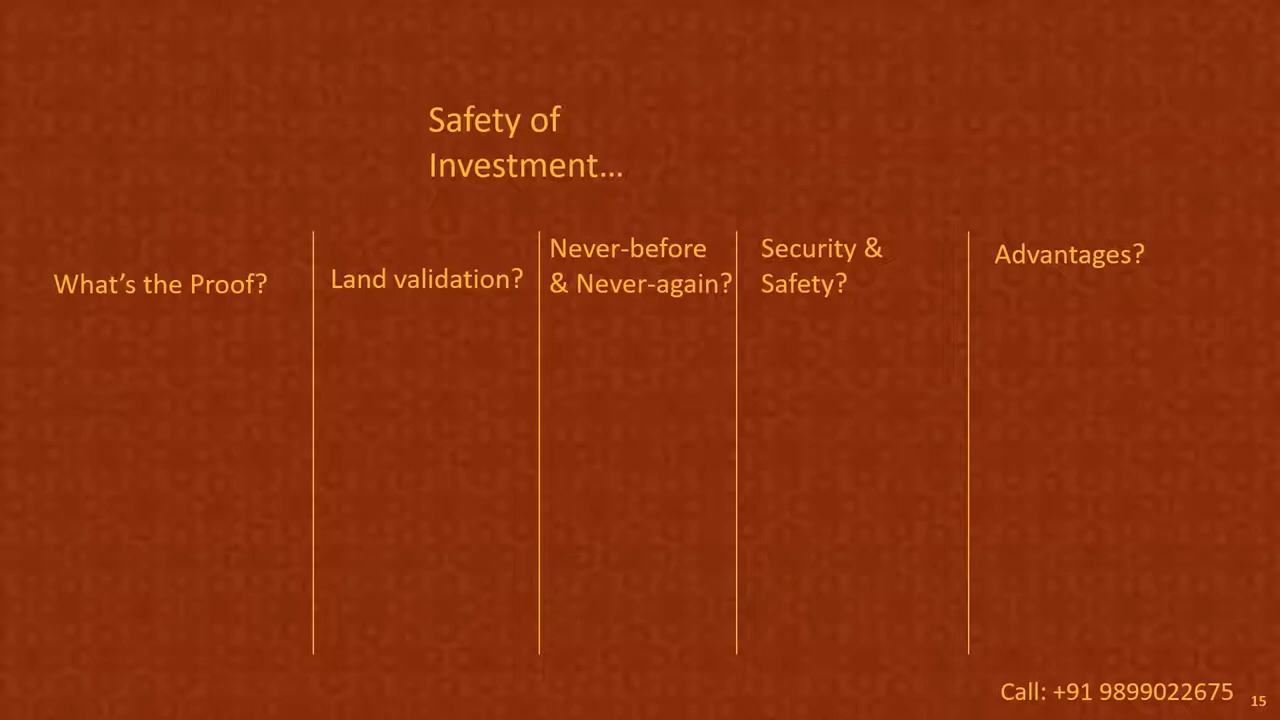 Safety of
Investment...
What's the Proof?
Land validation?
Never-before
& Never-again?
Security &
Safety?
Advantages?
Call: +91 9899022675
15